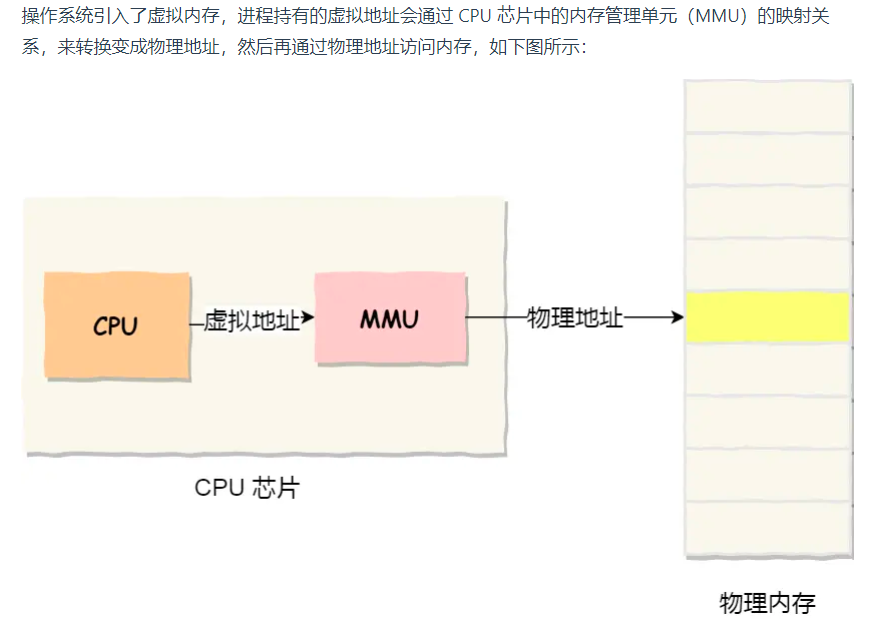 操作系统引入了虚拟内存，进程持有的虚拟地址会通过 CPU 芯片中的内存管理单元（MMU）的映射关
系，来转换变成物理地址，然后再通过物理地址访问内存，如下图所示：
CPU
虚拟地址
MMU
物理地址
CPU 芯片
物理内存